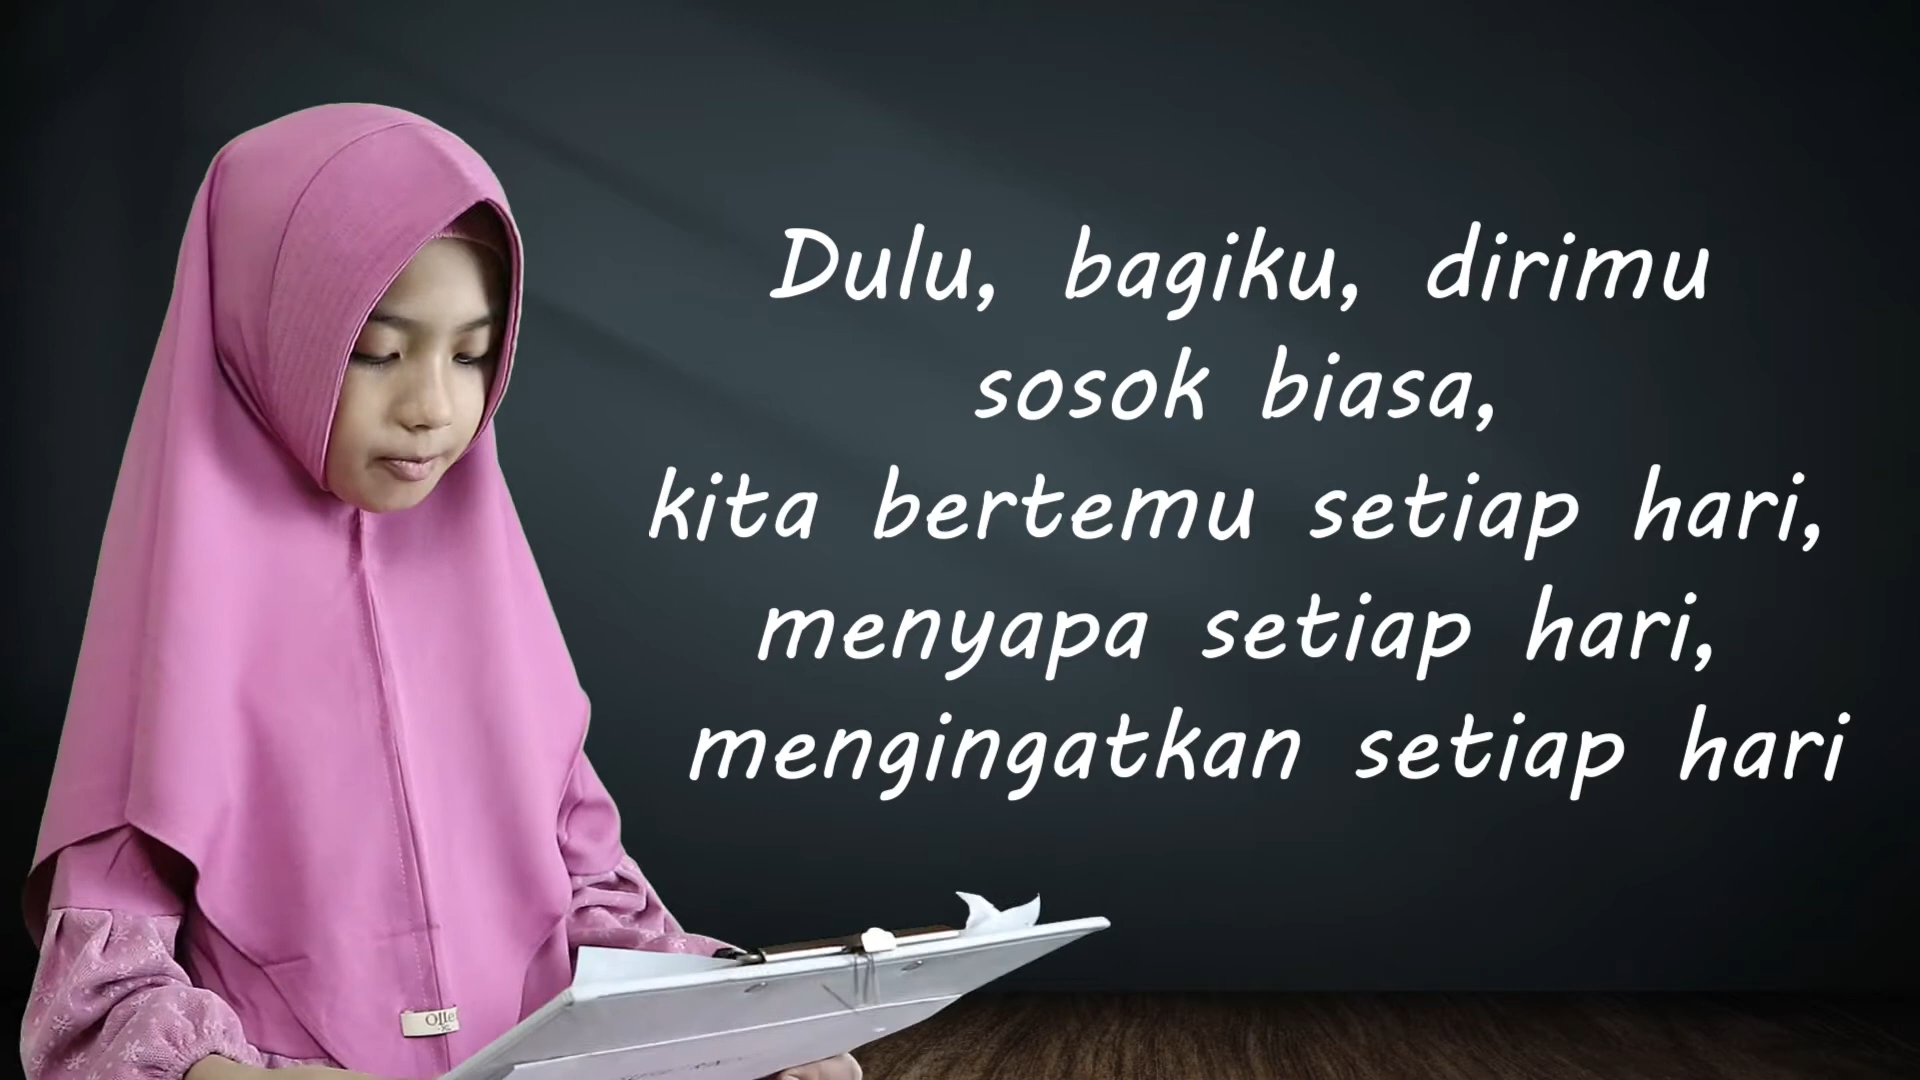 Dulu, bagiku, dirimu
sosok biasa,
kita bertemu setiap hari,
menyapa setiap hari,
mengingatkan setiap hari